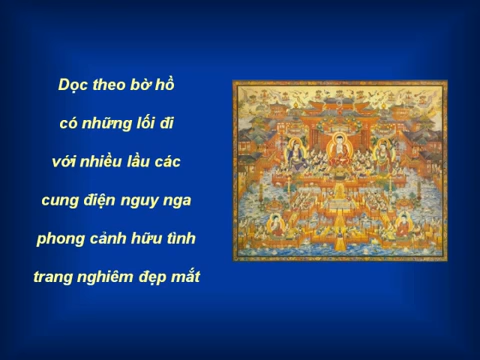 Dọc theo bờ hồ
có những lối đi
với nhiều lầu các
cung điện nguy nga
phong cảnh hữu tình
trang nghiêm đẹp mắt